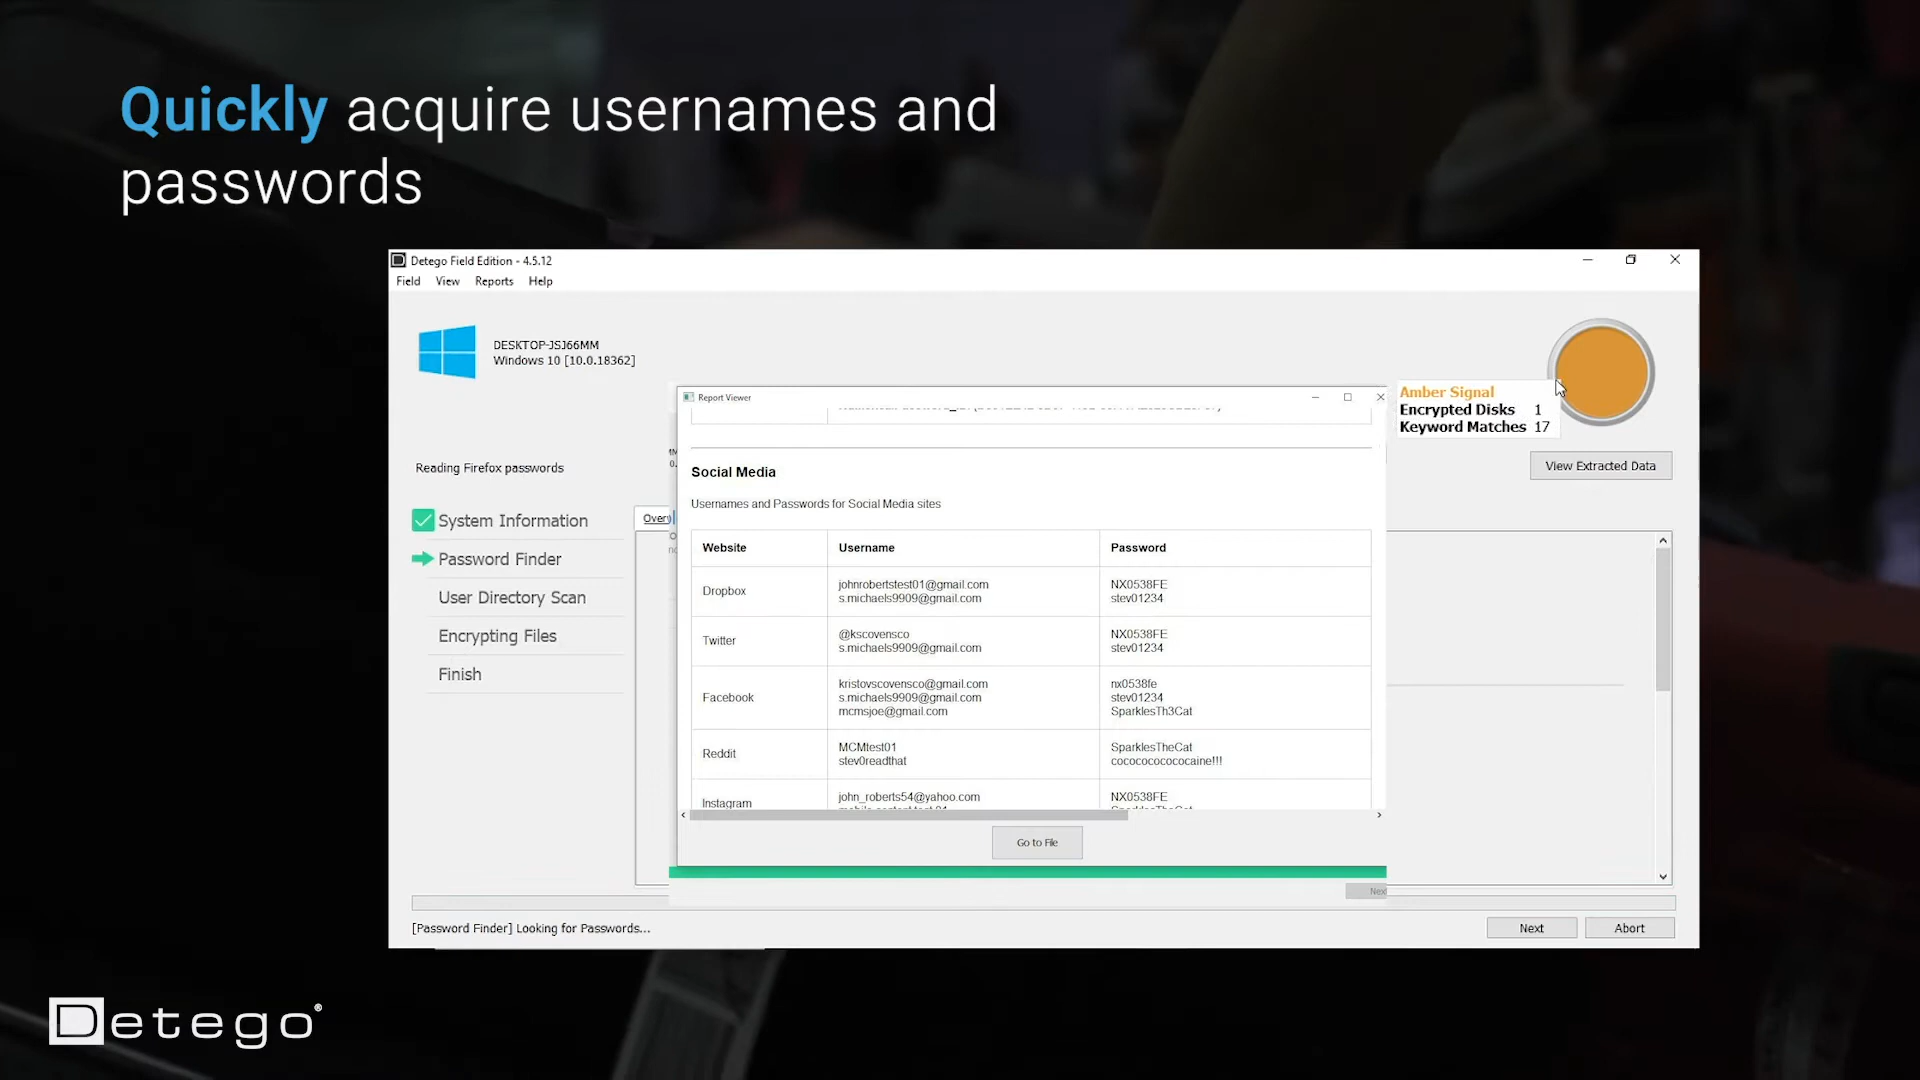 Quickly acquire usernames and
passwords
Detego Field Edition - 4.5.12
Field View Reports Help
DESKTOP-JSJ66MM
Windows 10 [10.0.18362]
Report Viewer
Amber Signal
Encrypted Disks 1
Keyword Matches 17
View Extracted Data
Reading Firefox passwords
System Information
Password Finder
User Directory Scan
Encrypting Files
Finish
Social Media
Usernames and Passwords for Social Media sites
Website Username Password
Dropbox
johnrobertstest01@gmail.com NX0538FE
s.michaels9909@gmail.com stev01234
Twitter
@kscovensco NX0538FE
s.michaels9909@gmail.com stev01234
Facebook
kristovscovensco@gmail.com nx0538fe
s.michaels9909@gmail.com stev01234
mcmsjoe@gmail.com SparklesTh3Cat
Reddit
MCMtest01 SparklesTheCat
stev0readthat cocococococaine!!!
Instagram
john_roberts54@yahoo.com NX0538FE
Go to File
[Password Finder] Looking for Passwords...
Next Abort
Detego®